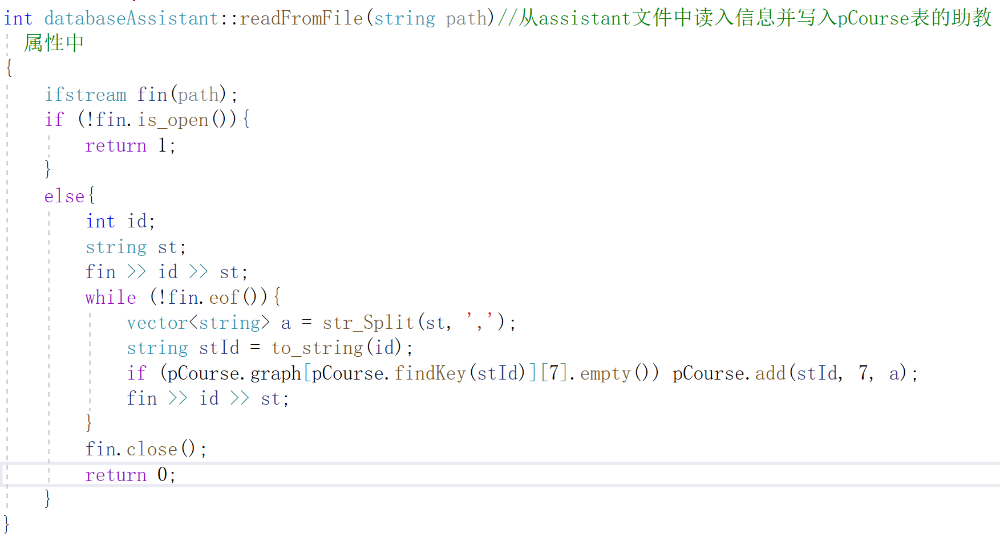 int databaseAssistant::readFromFile(string path)//从assistant文件中读入信息并写入pCourse表的助教
属性中
{
ifstream fin(path);
if (!fin.is_open()){
return 1;
}
else{
int id;
string st;
fin >> id >> st;
while (!fin.eof()){
vector<string> a = str_Split(st, ',');
string stId = to_string(id);
if (pCourse.graph[pCourse.findKey(stId)][7].empty()) pCourse.add(stId, 7, a);
fin >> id >> st;
}
fin.close();
return 0;
}
}